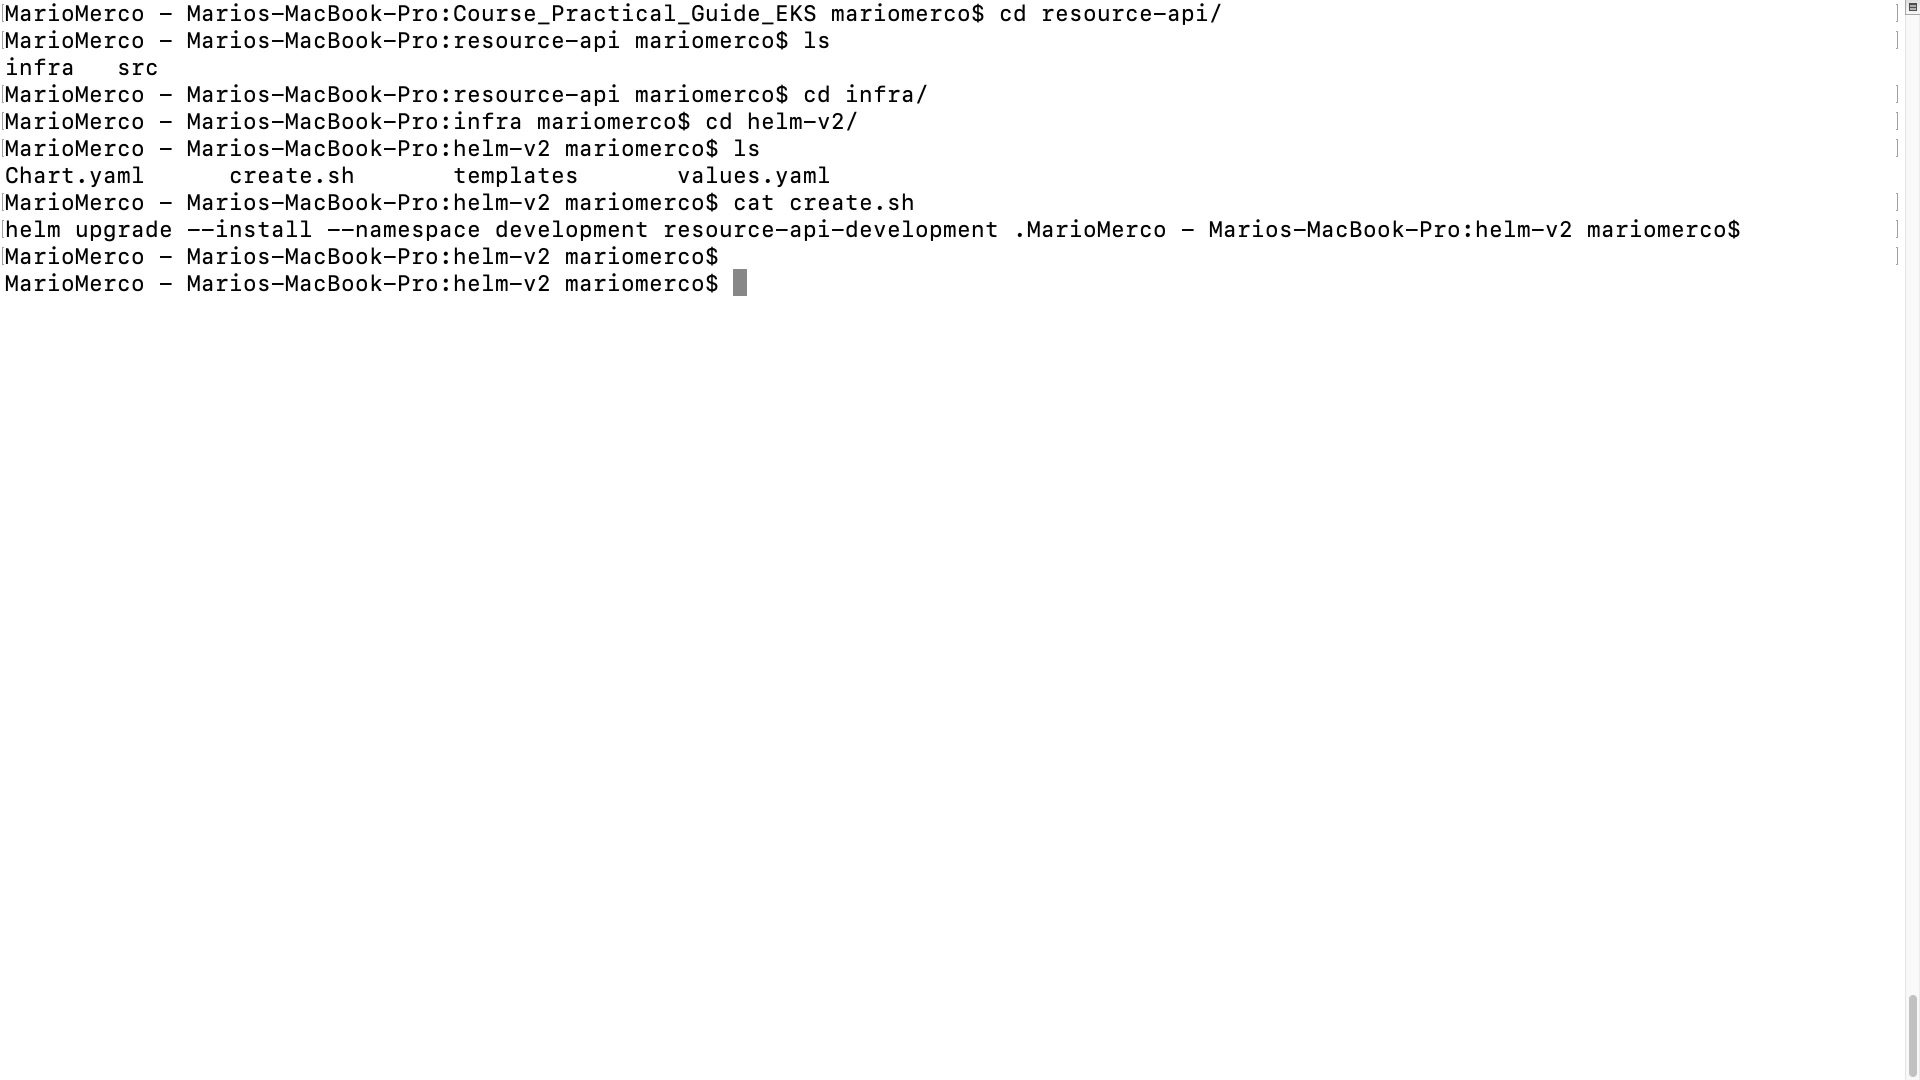 MarioMerco - Marios-MacBook-Pro:Course_Practical_Guide_EKS mariomerco$ cd resource-api/
MarioMerco - Marios-MacBook-Pro:resource-api mariomerco$ ls
infra   src
MarioMerco - Marios-MacBook-Pro:resource-api mariomerco$ cd infra/
MarioMerco - Marios-MacBook-Pro:infra mariomerco$ cd helm-v2/
MarioMerco - Marios-MacBook-Pro:helm-v2 mariomerco$ ls
Chart.yaml      create.sh       templates       values.yaml
MarioMerco - Marios-MacBook-Pro:helm-v2 mariomerco$ cat create.sh
helm upgrade --install --namespace development resource-api-development .MarioMerco - Marios-MacBook-Pro:helm-v2 mariomerco$
MarioMerco - Marios-MacBook-Pro:helm-v2 mariomerco$
MarioMerco - Marios-MacBook-Pro:helm-v2 mariomerco$